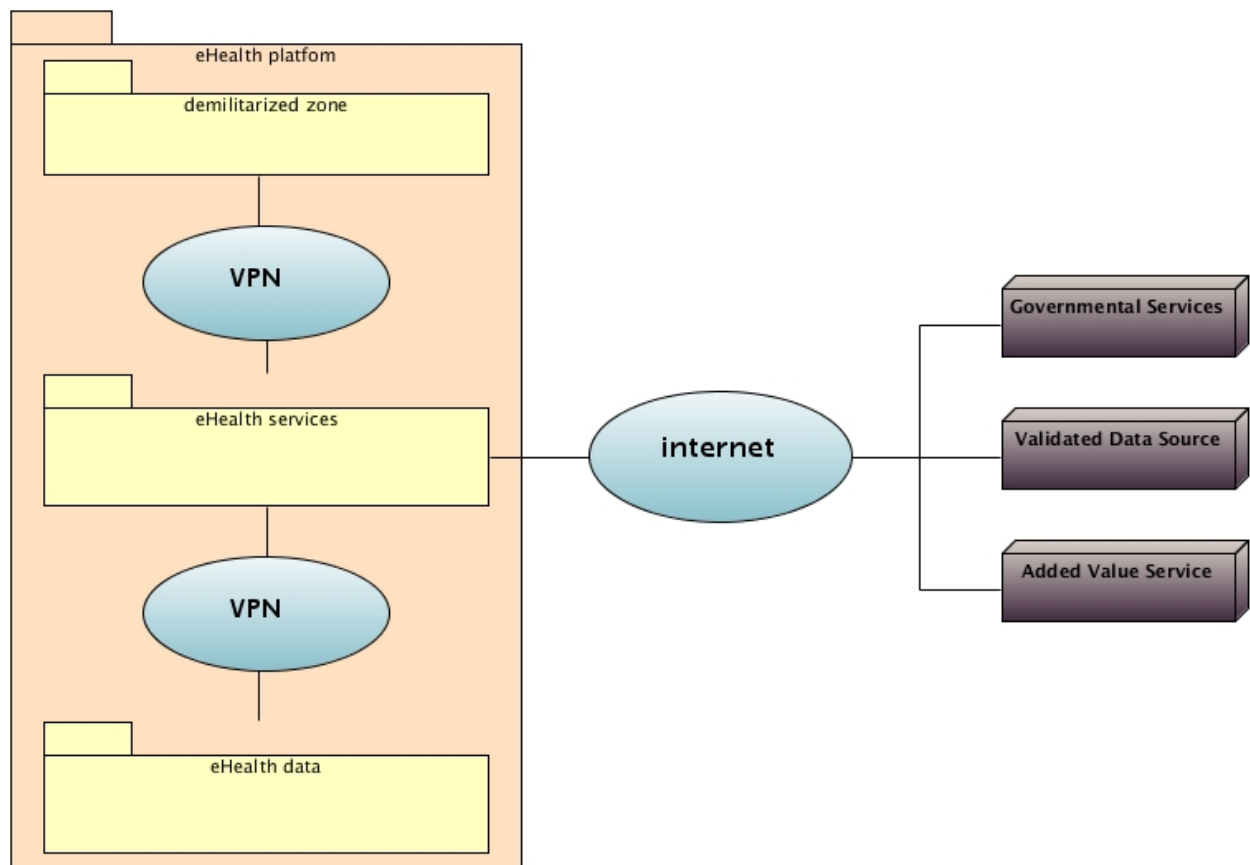 eHealth platfom
demilitarized zone
VPN
eHealth services
VPN
eHealth data
internet
Governmental Services
Validated Data Source
Added Value Service